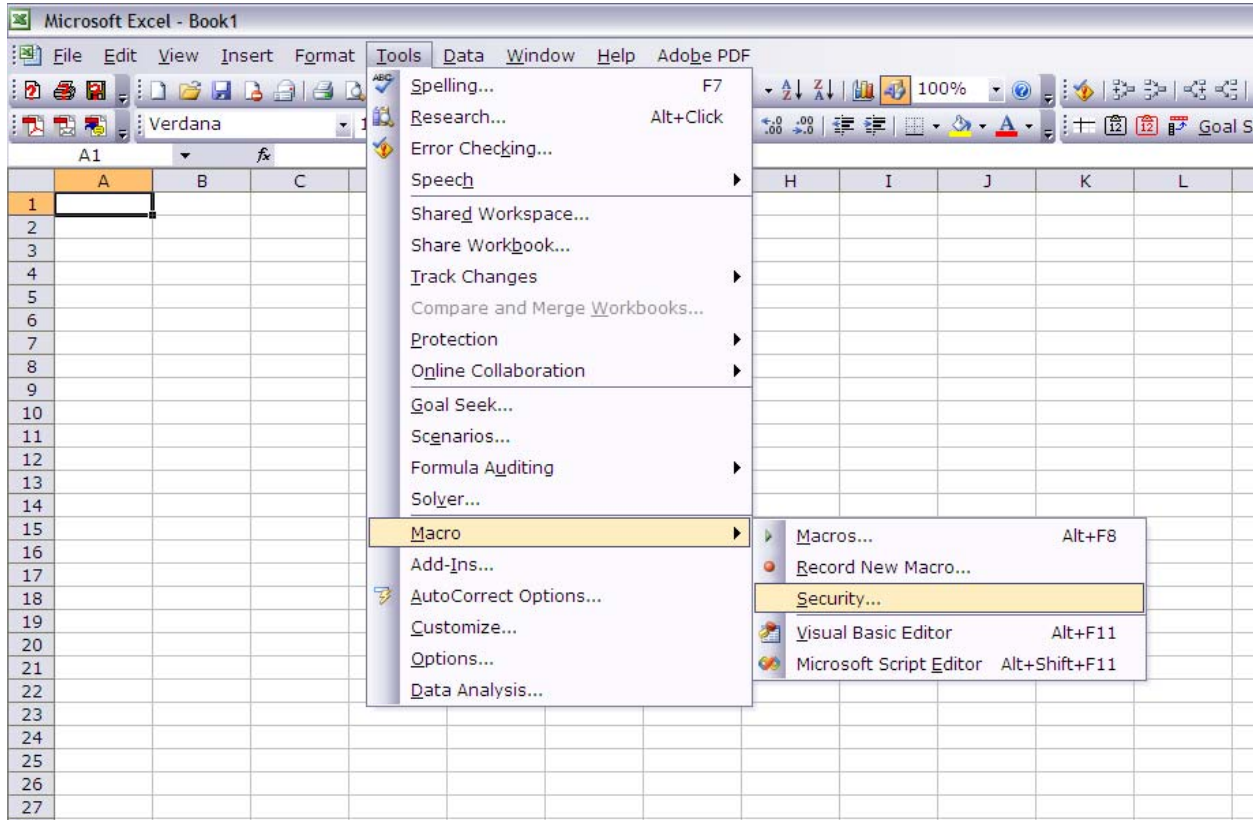 Microsoft Excel - Book1
File Edit View Insert Format Tools Data Window Help Adobe PDF
100%
Verdana Goal S
A1 fx
A B C H I J K L
Spelling... F7
Research... Alt+Click
Error Checking...
Speech
Shared Workspace...
Share Workbook...
Track Changes
Compare and Merge Workbooks...
Protection
Online Collaboration
Goal Seek...
Scenarios...
Formula Auditing
Solver...
Macro
Add-Ins...
AutoCorrect Options...
Customize...
Options...
Data Analysis...
Macros... Alt+F8
Record New Macro...
Security...
Visual Basic Editor Alt+F11
Microsoft Script Editor Alt+Shift+F11
1
2
3
4
5
6
7
8
9
10
11
12
13
14
15
16
17
18
19
20
21
22
23
24
25
26
27